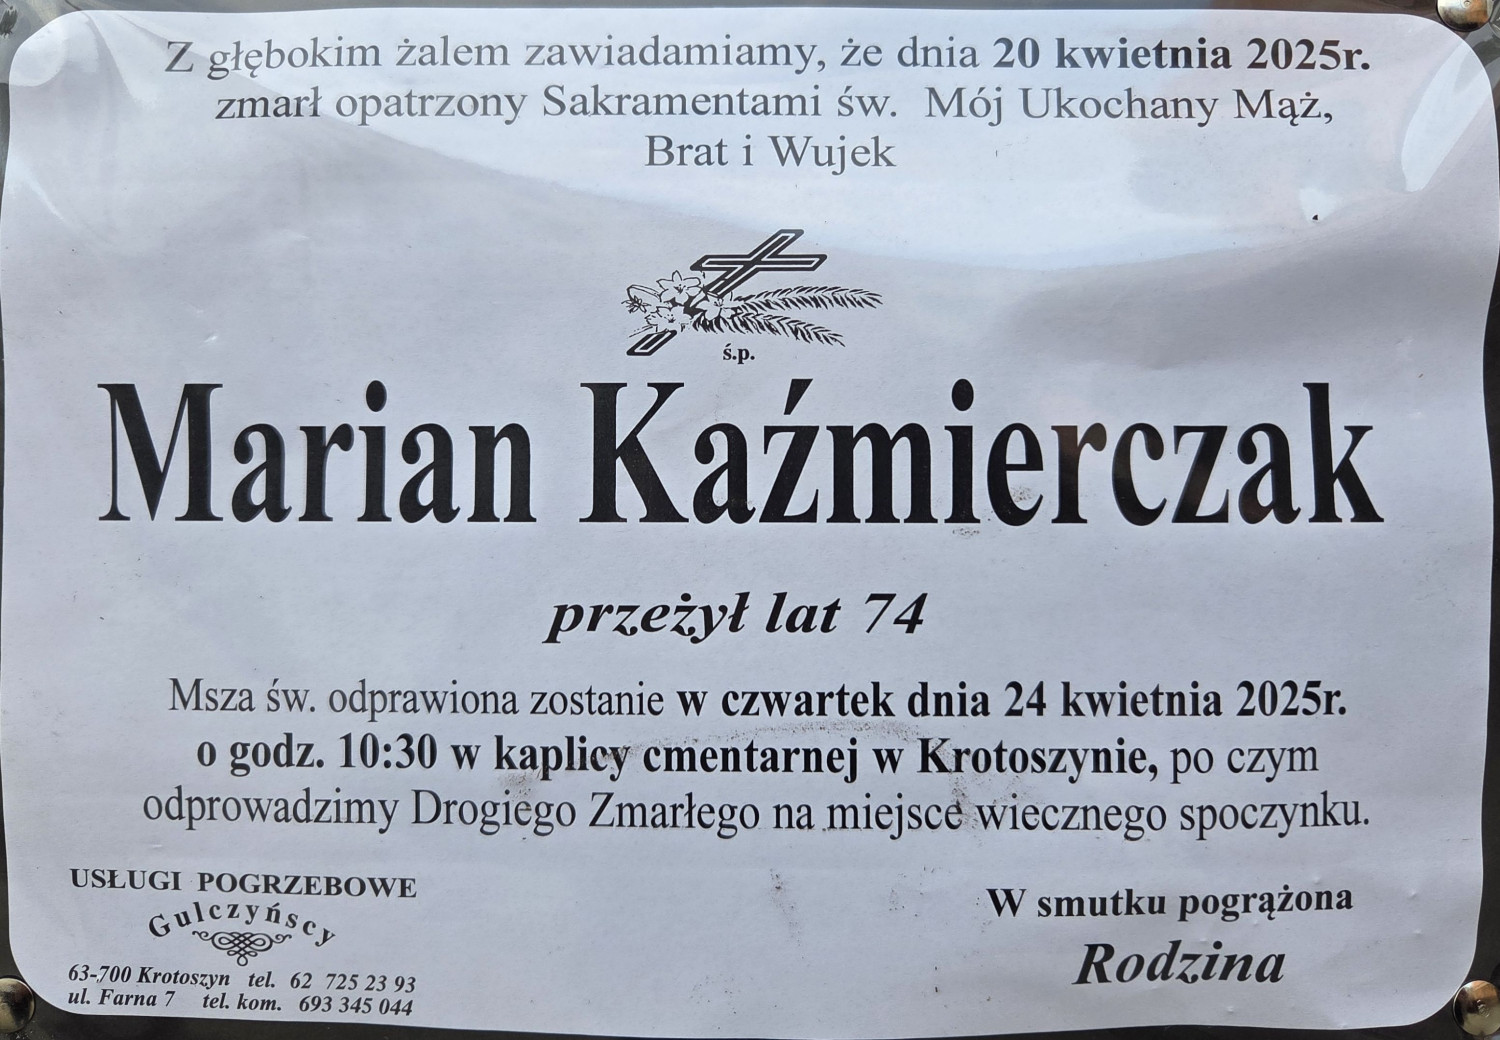 Z głębokim żalem zawiadamiamy, że dnia 20 kwietnia 2025r.
zmarł opatrzony Sakramentami św. Mój Ukochany Mąż,
Brat i Wujek
ś.p.
Marian Kaźmierczak
przeżył lat 74
Msza św. odprawiona zostanie w czwartek dnia 24 kwietnia 2025r.
o godz. 10:30 w kaplicy cmentarnej w Krotoszynie, po czym
odprowadzimy Drogiego Zmarłego na miejsce wiecznego spoczynku.
USŁUGI POGRZEBOWE
Gulczyńscy
63-700 Krotoszyn tel. 62 725 23 93
ul. Farna 7 tel. kom. 693 345 044
W smutku pogrążona
Rodzina